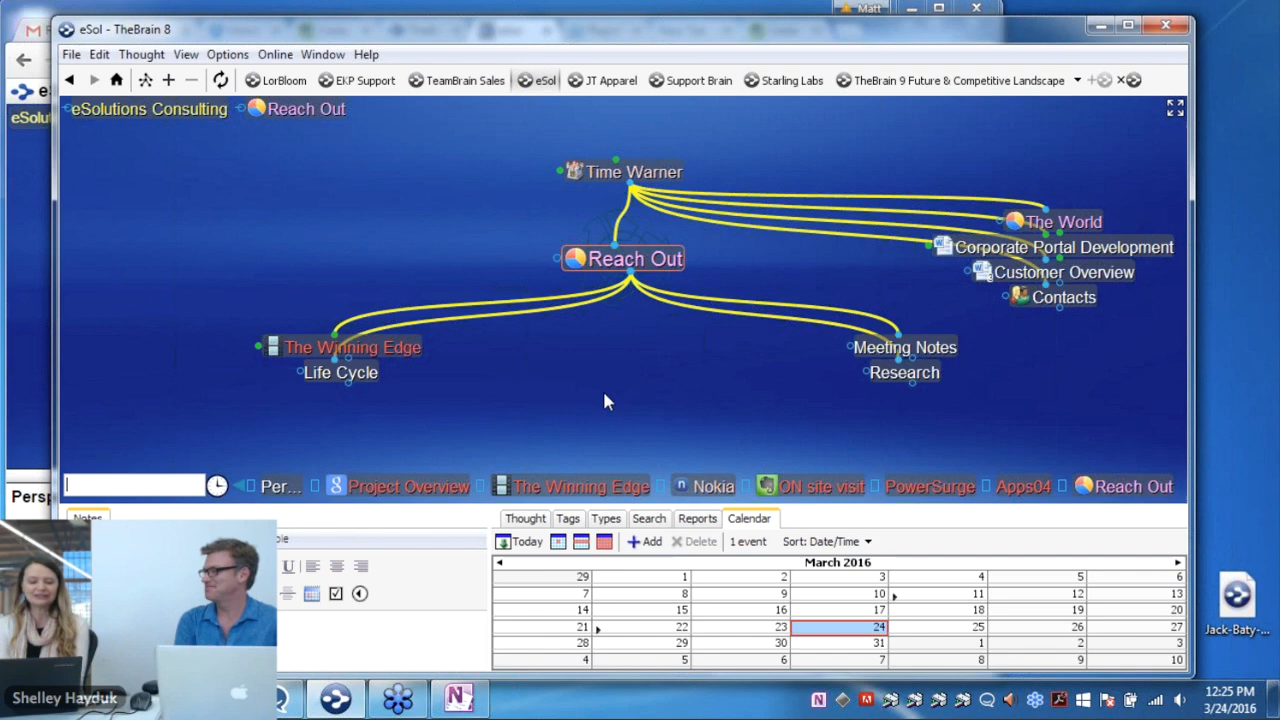 Matt
eSol - TheBrain 8
File Edit Thought View Options Online Window Help
LorBloom EKP Support TeamBrain Sales eSol JT Apparel Support Brain Starling Labs TheBrain 9 Future & Competitive Landscape
eSolutions Consulting Reach Out
eSolu
Time Warner
The World
Corporate Portal Development
Reach Out
Customer Overview
Contacts
The Winning Edge
Meeting Notes
Life Cycle
Research
Per... Project Overview The Winning Edge Nokia ON site visit PowerSurge Apps04 Reach Out
Persp
Notes
Thought Tags Types Search Reports Calendar
Today Add Delete 1 event Sort: Date/Time
March 2016
29 1 2 3 4 5 6
7 8 9 10 11 12 13
14 15 16 17 18 19 20
21 22 23 24 25 26 27
28 29 30 31 1 2 3
4 5 6 7 8 9 10
Jack-Baty-...
Shelley Hayduk
12:25 PM
3/24/2016